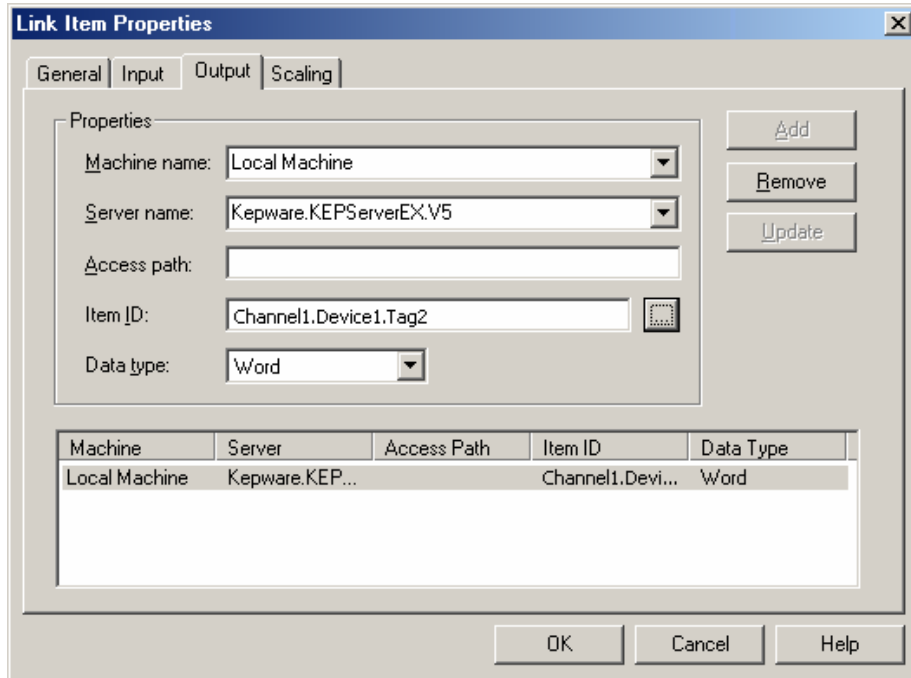 Link Item Properties
General Input Output Scaling
Properties
Machine name: Local Machine
Server name: Kepware.KEPServerEX.V5
Access path:
Item ID: Channel1.Device1.Tag2
Data type: Word
Add
Remove
Update
Machine Server Access Path Item ID Data Type
Local Machine Kepware.KEP... Channel1.Devi... Word
OK Cancel Help